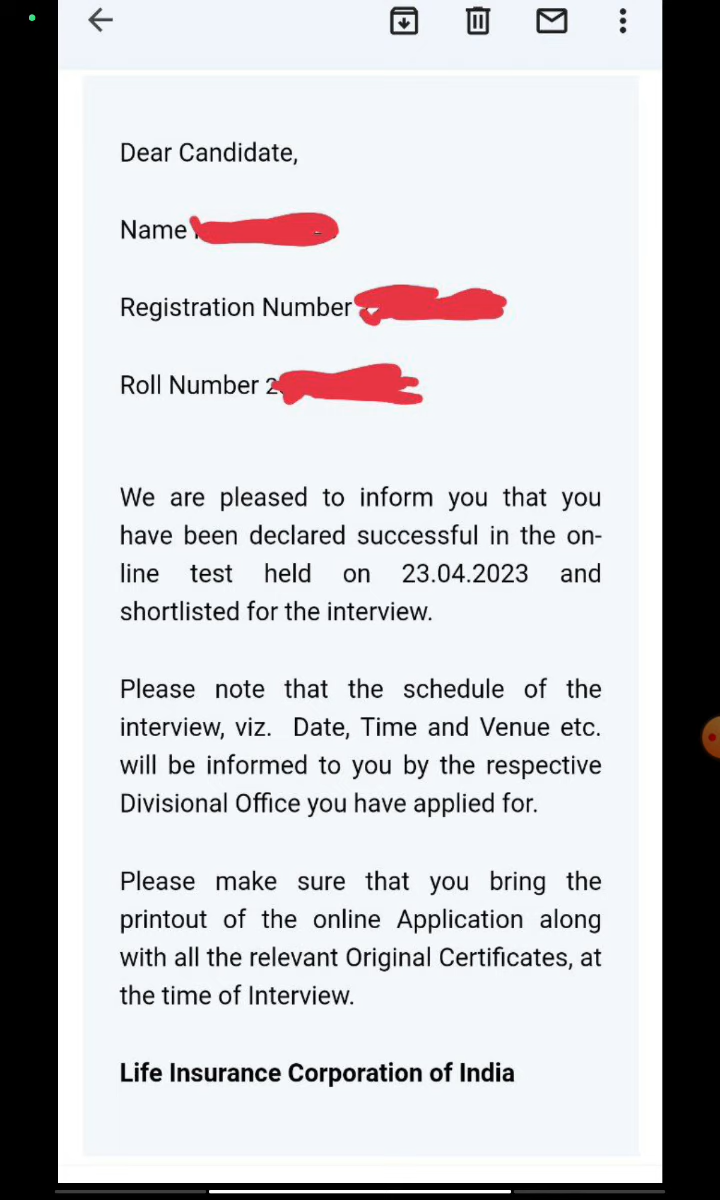 Dear Candidate,
Name
Registration Number
Roll Number 2
We are pleased to inform you that you
have been declared successful in the on-
line test held on 23.04.2023 and
shortlisted for the interview.
Please note that the schedule of the
interview, viz. Date, Time and Venue etc.
will be informed to you by the respective
Divisional Office you have applied for.
Please make sure that you bring the
printout of the online Application along
with all the relevant Original Certificates, at
the time of Interview.
Life Insurance Corporation of India